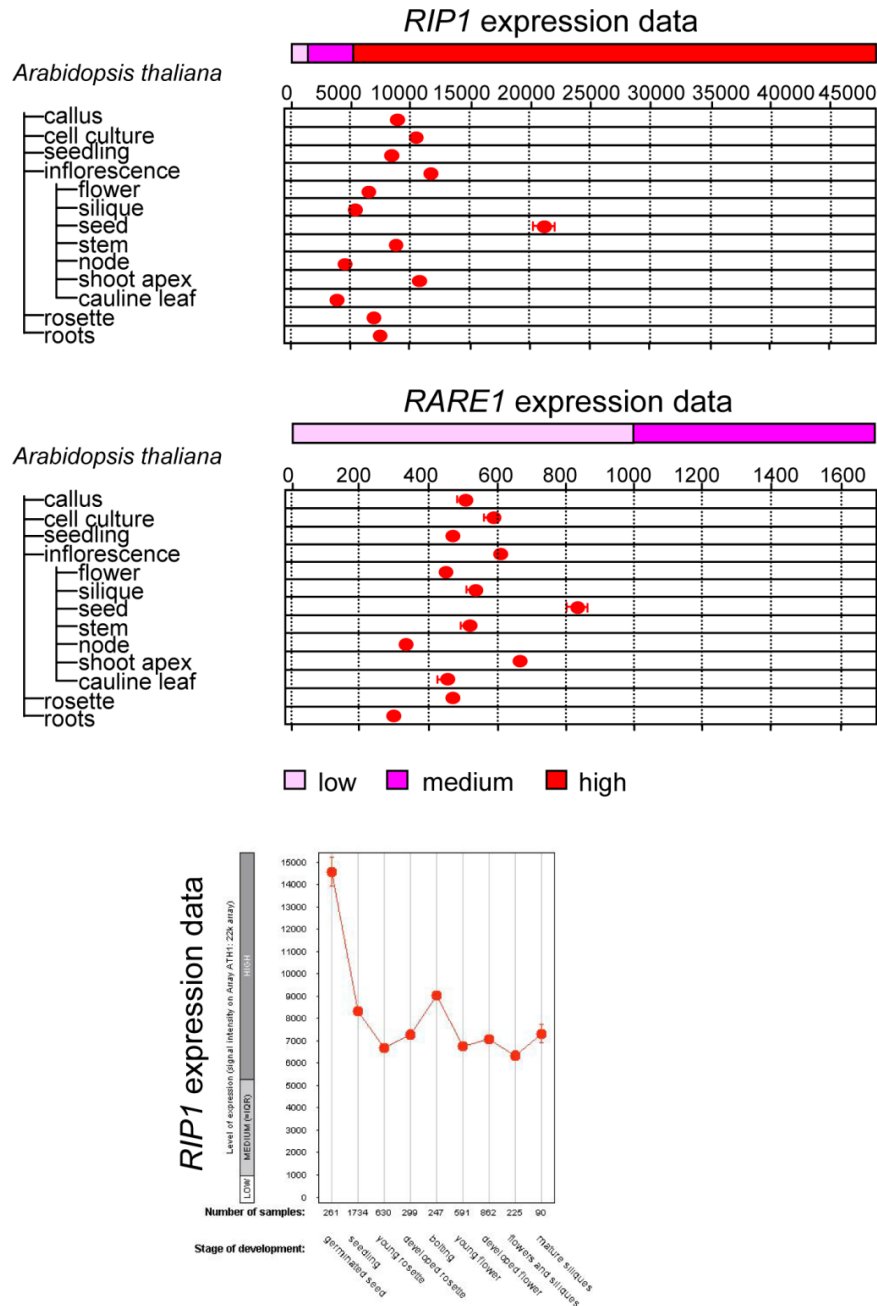 RIP1 expression data
Arabidopsis thaliana
0 5000 10000 15000 20000 25000 30000 35000 40000 45000
callus
cell culture
seedling
inflorescence
flower
silique
seed
stem
node
shoot apex
cauline leaf
rosette
roots
RARE1 expression data
Arabidopsis thaliana
0 200 400 600 800 1000 1200 1400 1600
callus
cell culture
seedling
inflorescence
flower
silique
seed
stem
node
shoot apex
cauline leaf
rosette
roots
low medium high
RIP1 expression data
Level of expression (signal intensity on Array ATH1: 22k array)
HIGH
MEDIUM (=IQR)
LOW
15000
14000
13000
12000
11000
10000
9000
8000
7000
6000
5000
4000
3000
2000
1000
0
Number of samples: 261 1734 630 299 247 591 862 225 90
Stage of development:
germinated seed
seedling
young rosette
developed rosette
bolting
young flower
developed flower
flowers and siliques
mature siliques